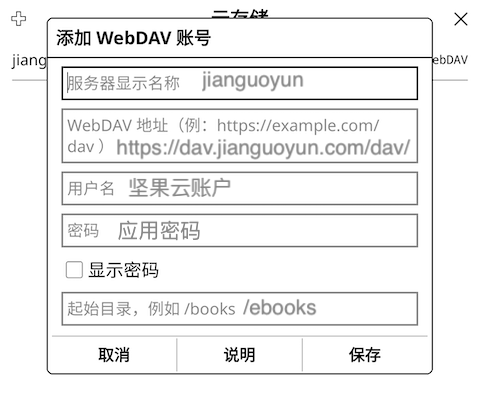 云存储
jiang
WebDAV
添加 WebDAV 账号
服务器显示名称 jianguoyun
WebDAV 地址（例：https://example.com/
dav ） https://dav.jianguoyun.com/dav/
用户名 坚果云账户
密码 应用密码
显示密码
起始目录，例如 /books /ebooks
取消 说明 保存